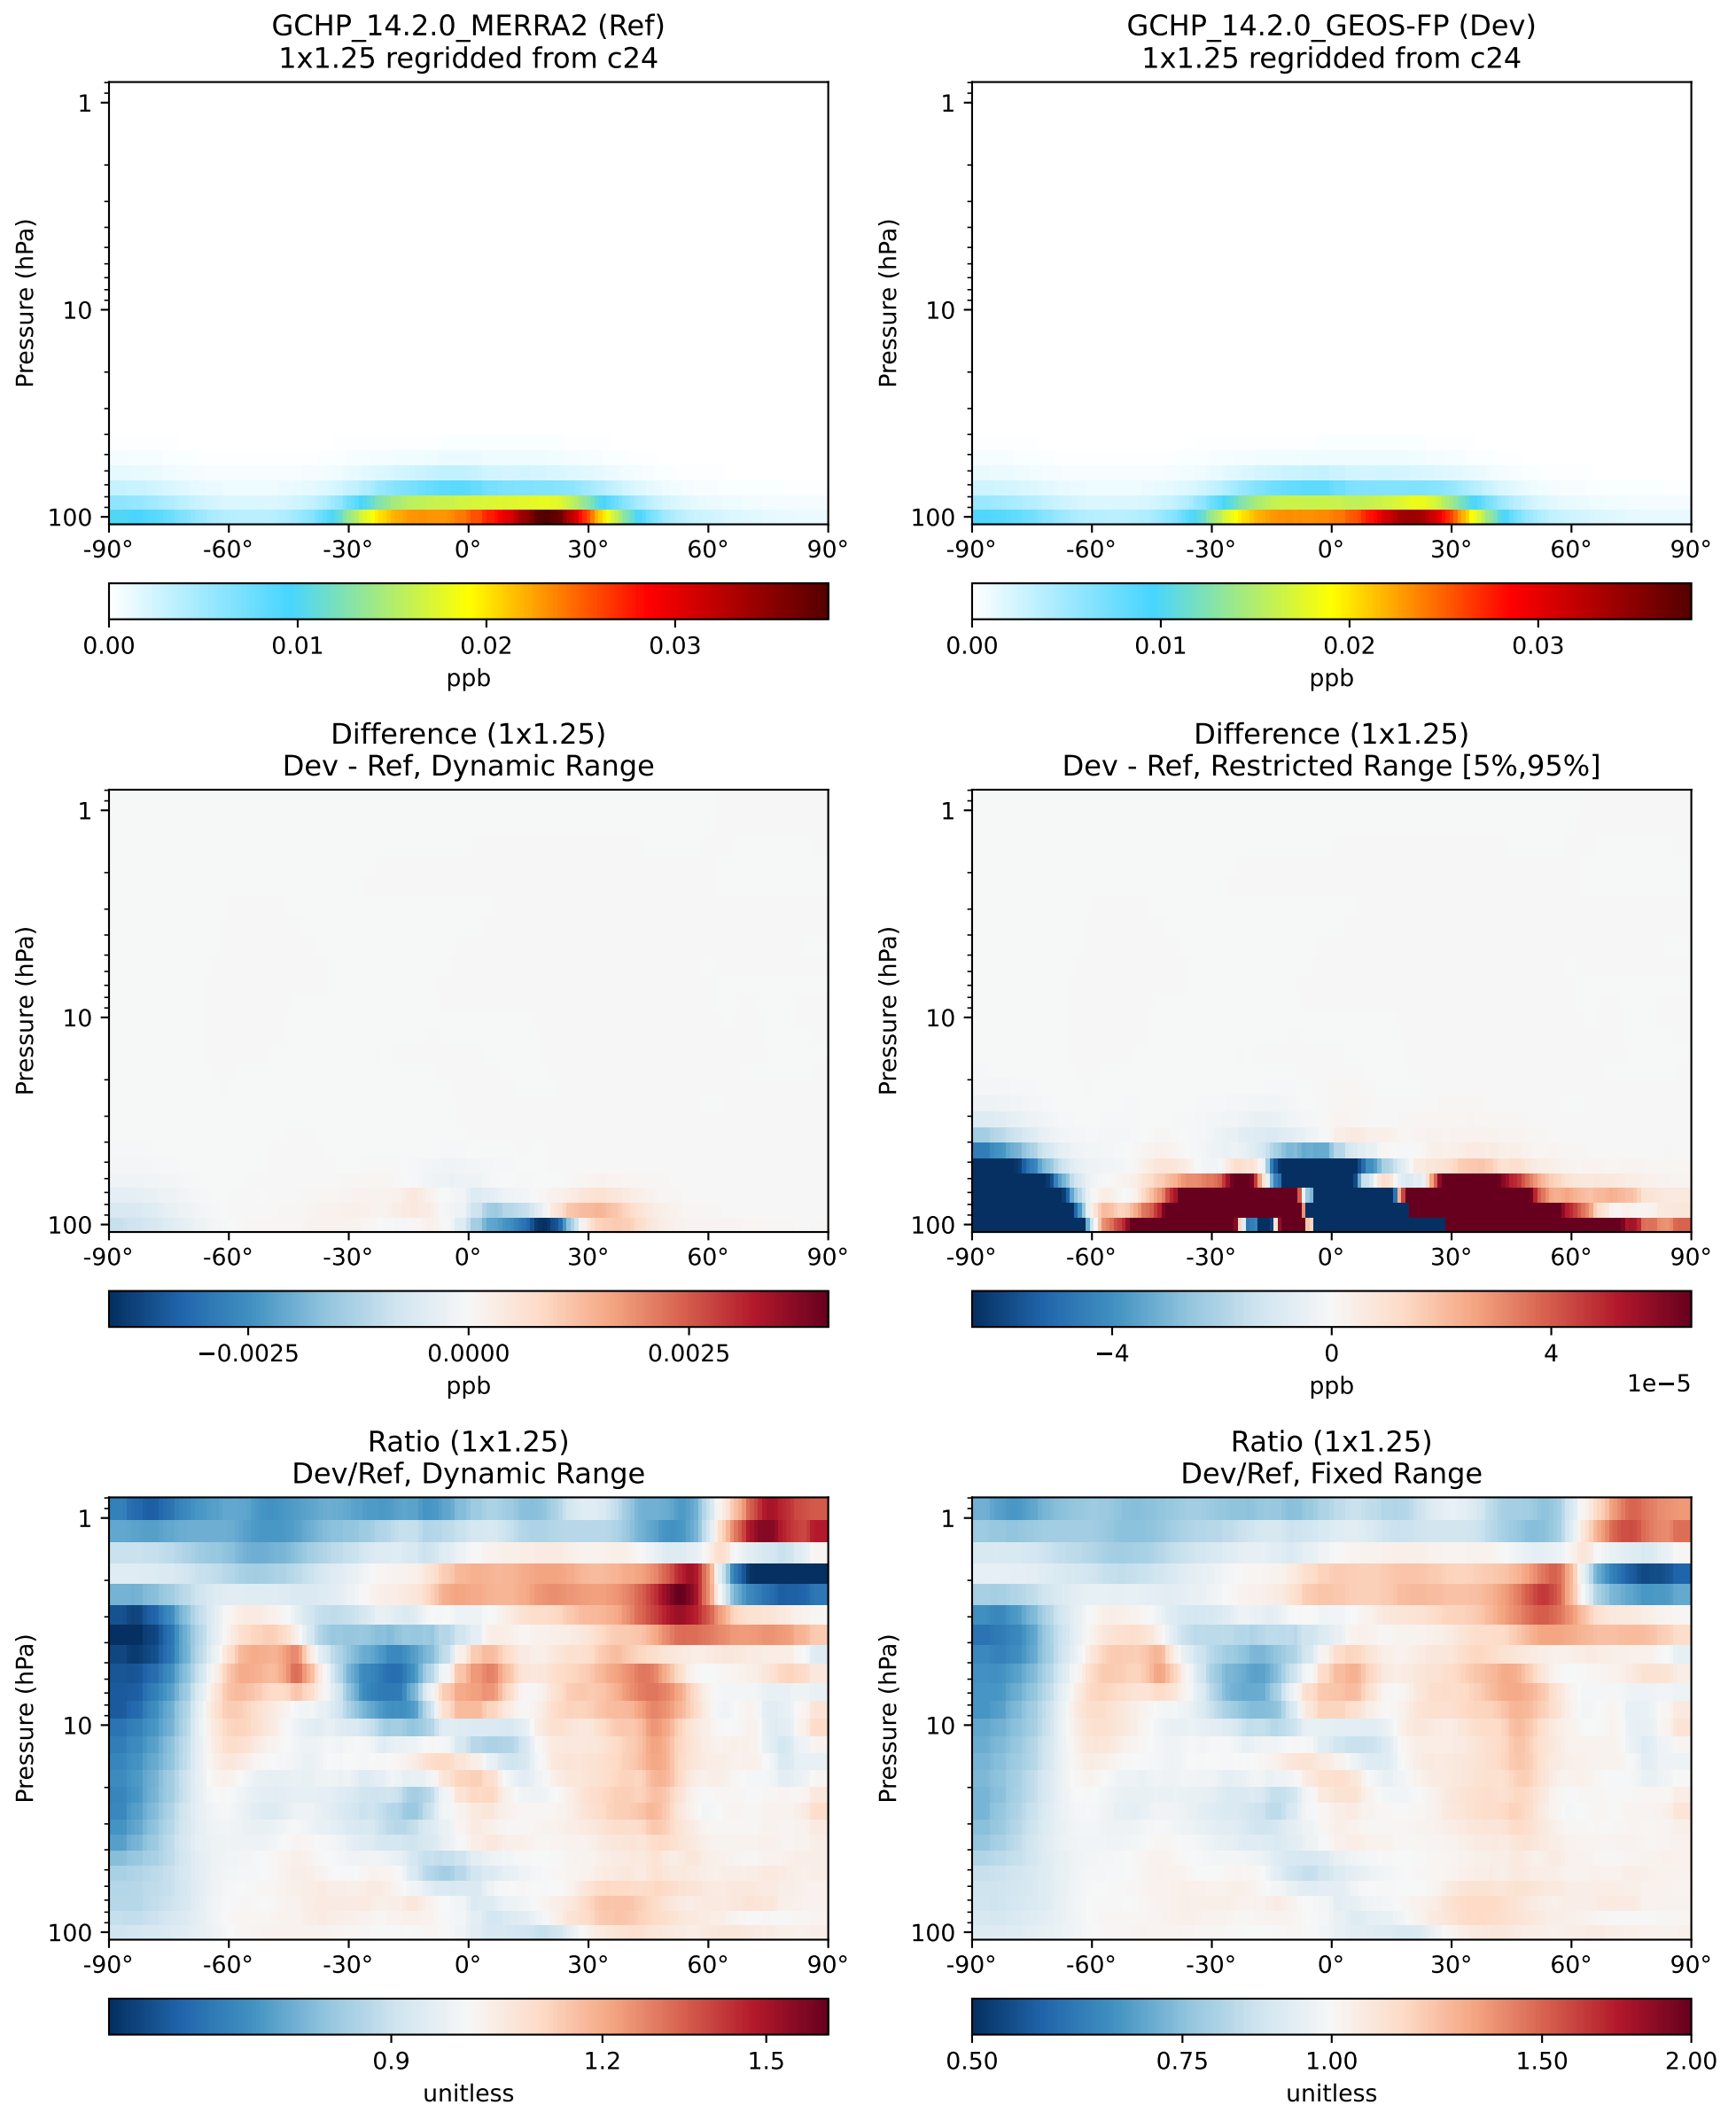 GCHP_14.2.0_MERRA2 (Ref)
1x1.25 regridded from c24
Pressure (hPa)
1
10
100
-90° -60° -30° 0° 30° 60° 90°
0.00 0.01 0.02 0.03
ppb
GCHP_14.2.0_GEOS-FP (Dev)
1x1.25 regridded from c24
Pressure (hPa)
1
10
100
-90° -60° -30° 0° 30° 60° 90°
0.00 0.01 0.02 0.03
ppb
Difference (1x1.25)
Dev - Ref, Dynamic Range
Pressure (hPa)
1
10
100
-90° -60° -30° 0° 30° 60° 90°
−0.0025 0.0000 0.0025
ppb
Difference (1x1.25)
Dev - Ref, Restricted Range [5%,95%]
Pressure (hPa)
1
10
100
-90° -60° -30° 0° 30° 60° 90°
−4 0 4
ppb
1e−5
Ratio (1x1.25)
Dev/Ref, Dynamic Range
Pressure (hPa)
1
10
100
-90° -60° -30° 0° 30° 60° 90°
0.9 1.2 1.5
unitless
Ratio (1x1.25)
Dev/Ref, Fixed Range
Pressure (hPa)
1
10
100
-90° -60° -30° 0° 30° 60° 90°
0.50 0.75 1.00 1.50 2.00
unitless